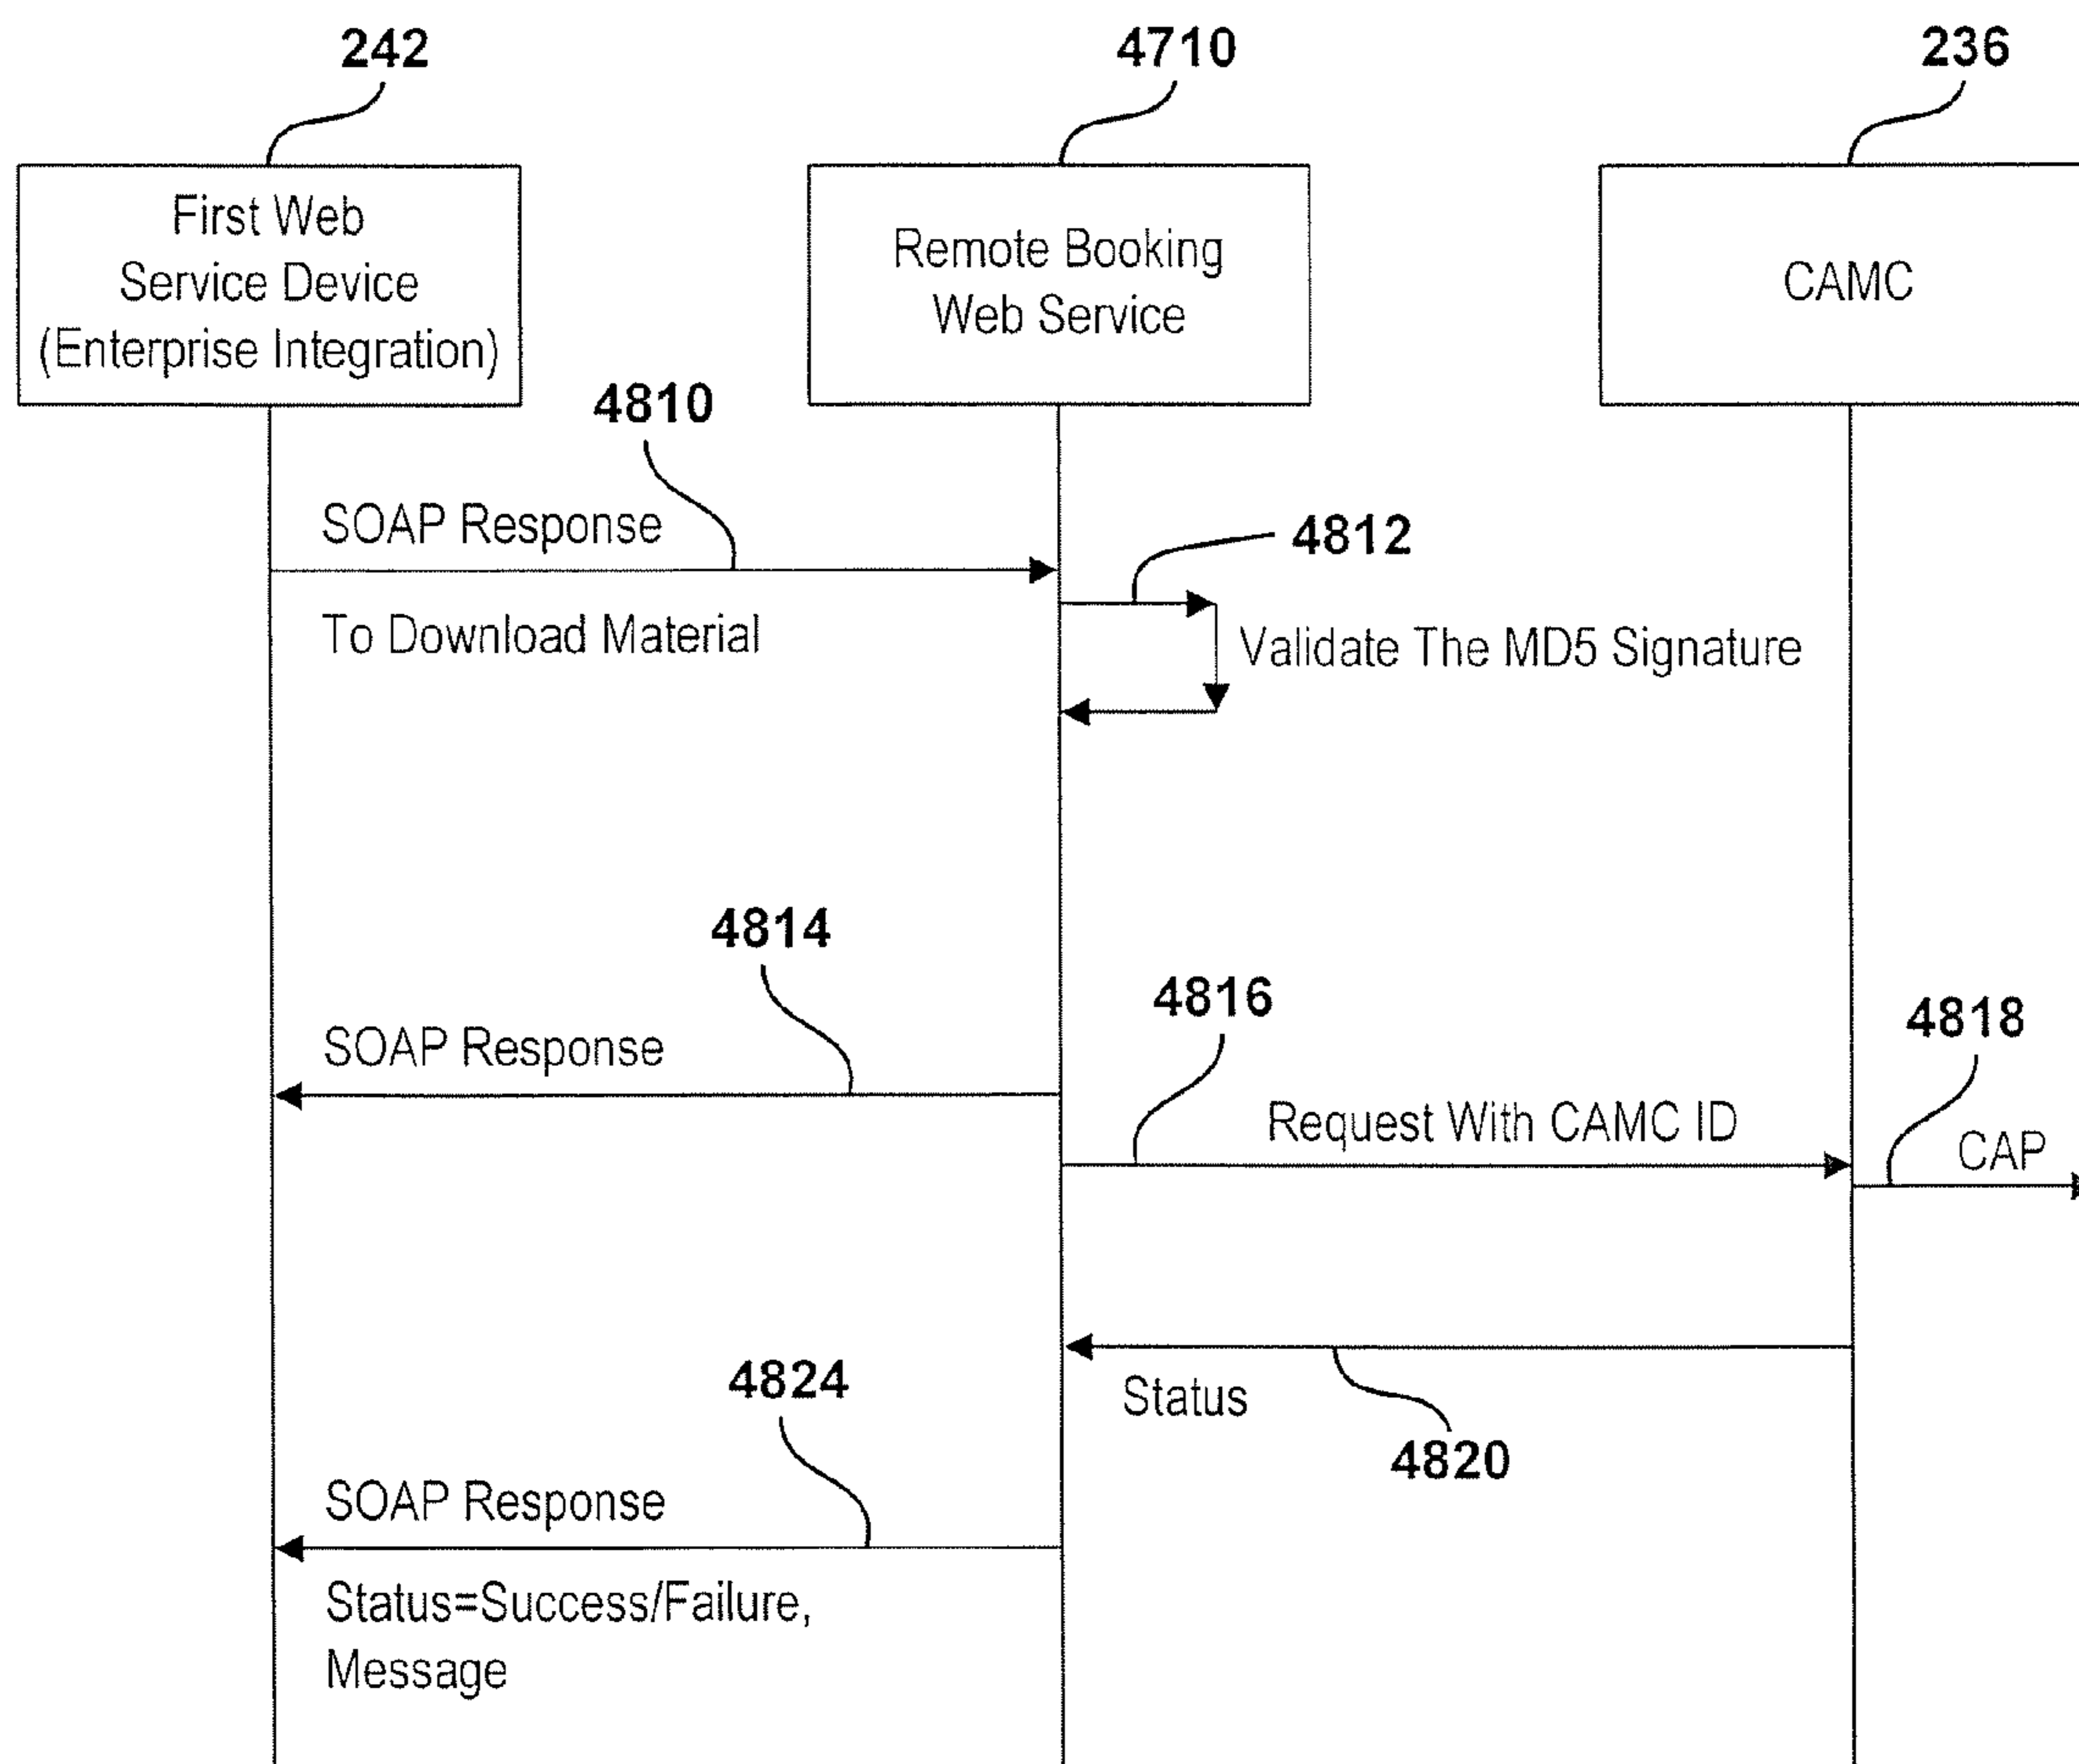 242
4710
236
First Web
Service Device
(Enterprise Integration)
Remote Booking
Web Service
CAMC
4810
SOAP Response
To Download Material
4812
Validate The MD5 Signature
4814
SOAP Response
4816
Request With CAMC ID
4818
CAP
Status
4820
4824
SOAP Response
Status=Success/Failure,
Message